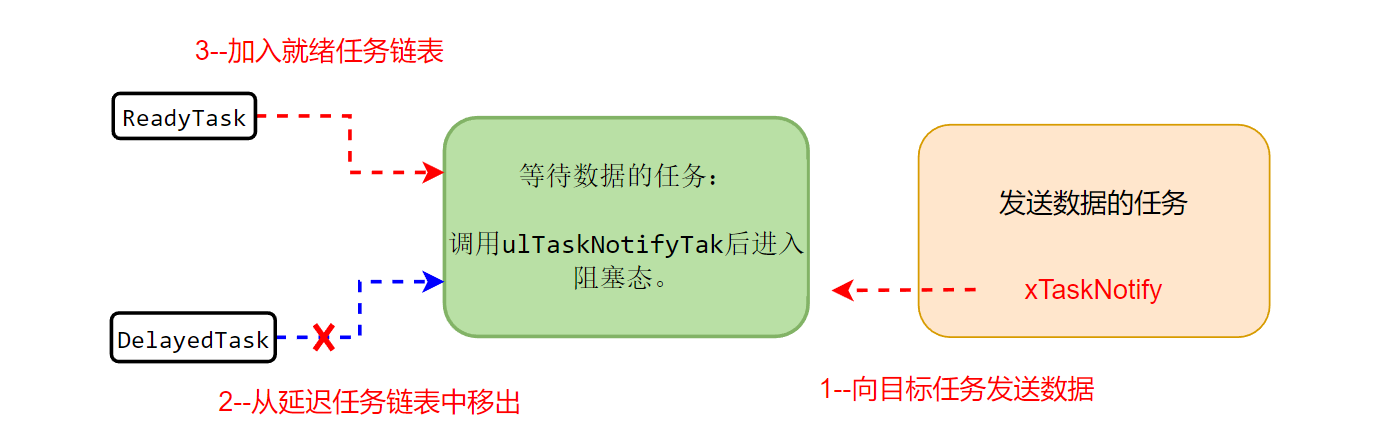 3--加入就绪任务链表
ReadyTask
等待数据的任务：
调用ulTaskNotifyTak后进入
阻塞态。
发送数据的任务
xTaskNotify
DelayedTask
2--从延迟任务链表中移出
1--向目标任务发送数据